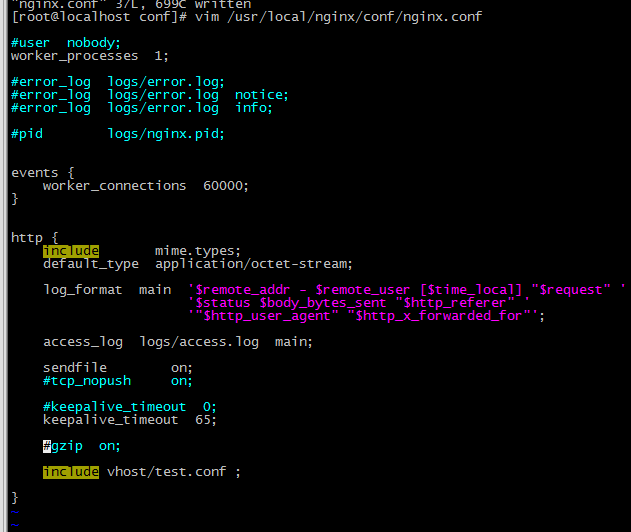 "nginx.conf" 37L, 699C written
[root@localhost conf]# vim /usr/local/nginx/conf/nginx.conf
#user  nobody;
worker_processes  1;
#error_log  logs/error.log;
#error_log  logs/error.log  notice;
#error_log  logs/error.log  info;
#pid        logs/nginx.pid;
events {
    worker_connections  60000;
}
http {
    include       mime.types;
    default_type  application/octet-stream;
    log_format  main  '$remote_addr - $remote_user [$time_local] "$request" '
                      '$status $body_bytes_sent "$http_referer" '
                      '"$http_user_agent" "$http_x_forwarded_for"';
    access_log  logs/access.log  main;
    sendfile        on;
    #tcp_nopush     on;
    #keepalive_timeout  0;
    keepalive_timeout  65;
    #gzip  on;
    include vhost/test.conf ;
}
~
~